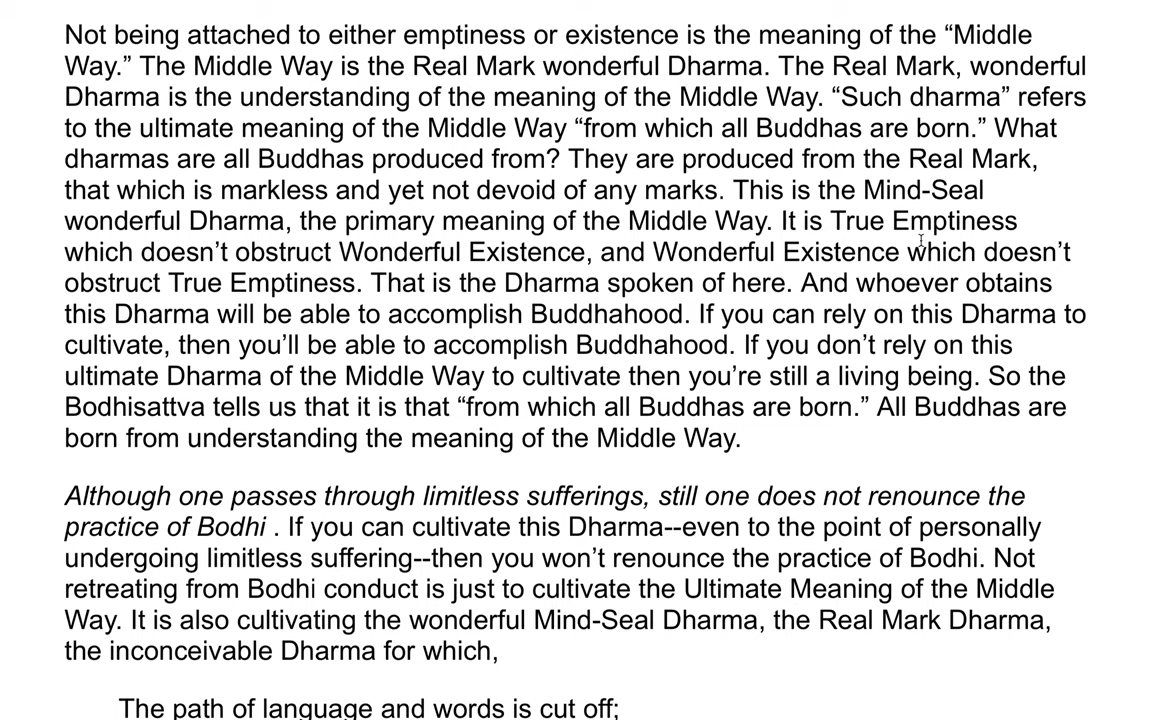 Not being attached to either emptiness or existence is the meaning of the “Middle
Way.” The Middle Way is the Real Mark wonderful Dharma. The Real Mark, wonderful
Dharma is the understanding of the meaning of the Middle Way. “Such dharma” refers
to the ultimate meaning of the Middle Way “from which all Buddhas are born.” What
dharmas are all Buddhas produced from? They are produced from the Real Mark,
that which is markless and yet not devoid of any marks. This is the Mind-Seal
wonderful Dharma, the primary meaning of the Middle Way. It is True Emptiness
which doesn’t obstruct Wonderful Existence, and Wonderful Existence which doesn’t
obstruct True Emptiness. That is the Dharma spoken of here. And whoever obtains
this Dharma will be able to accomplish Buddhahood. If you can rely on this Dharma to
cultivate, then you’ll be able to accomplish Buddhahood. If you don’t rely on this
ultimate Dharma of the Middle Way to cultivate then you’re still a living being. So the
Bodhisattva tells us that it is that “from which all Buddhas are born.” All Buddhas are
born from understanding the meaning of the Middle Way.
Although one passes through limitless sufferings, still one does not renounce the
practice of Bodhi . If you can cultivate this Dharma--even to the point of personally
undergoing limitless suffering--then you won’t renounce the practice of Bodhi. Not
retreating from Bodhi conduct is just to cultivate the Ultimate Meaning of the Middle
Way. It is also cultivating the wonderful Mind-Seal Dharma, the Real Mark Dharma,
the inconceivable Dharma for which,
The path of language and words is cut off;